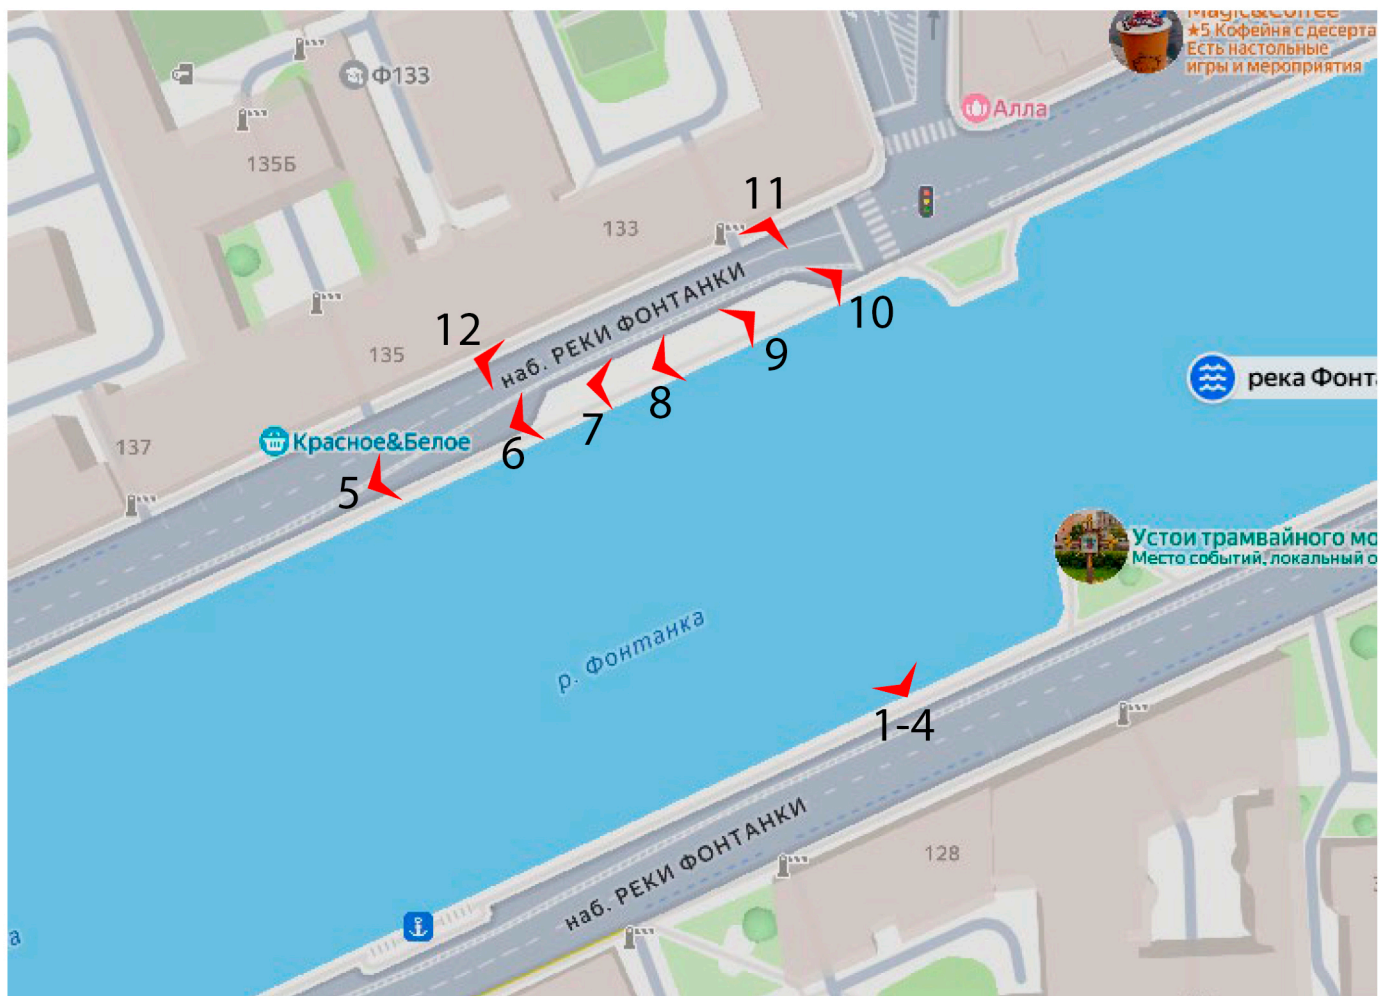 Magic&Coffee
★5 Кофейня с десерта
Есть настольные
игры и мероприятия
Ф133
Алла
135Б
11
133
наб. РЕКИ ФОНТАНКИ
10
12
9
135
8
7
река Фонт
Красное&Белое
6
137
5
Устои трамвайного мо
Место событий, локальный о
р. Фонтанка
1-4
наб. РЕКИ ФОНТАНКИ
128
а